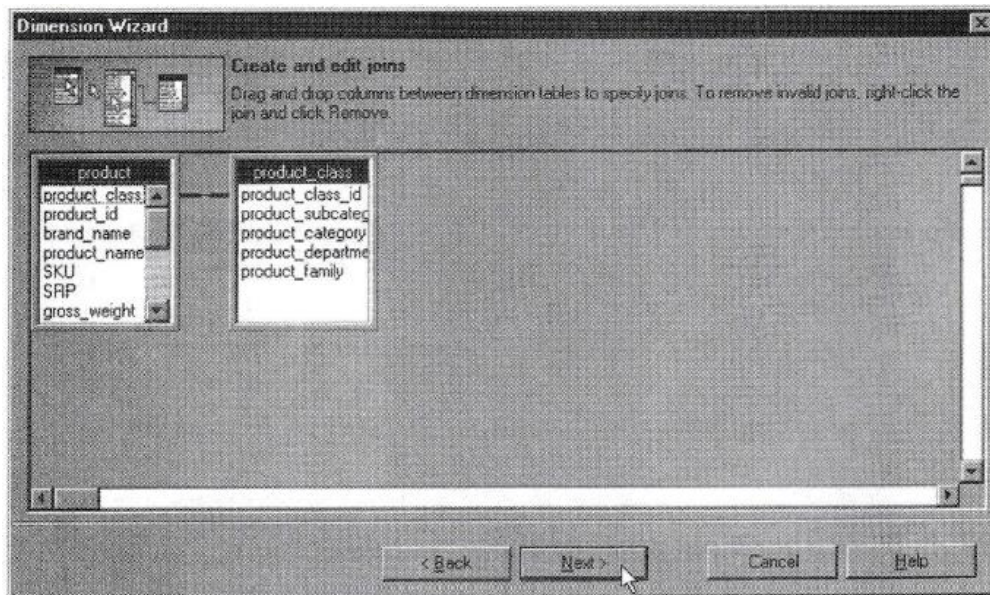 Dimension Wizard
Create and edit joins
Drag and drop columns between dimension tables to specify joins. To remove invalid joins, right-click the
join and click Remove.
product
product_class_
product_id
brand_name
product_name
SKU
SRP
gross_weight
product_class
product_class_id
product_subcateg
product_category
product_departme
product_family
< Back
Next >
Cancel
Help